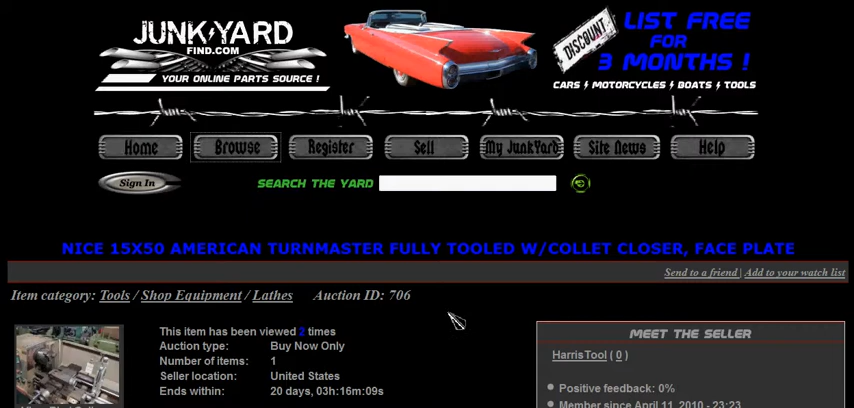 JUNK YARD
FIND.COM
YOUR ONLINE PARTS SOURCE !
DISCOUNT
LIST FREE
FOR
3 MONTHS !
CARS MOTORCYCLES BOATS TOOLS
Home Browse Register Sell My JunkYard Site News Help
Sign In SEARCH THE YARD
NICE 15X50 AMERICAN TURNMASTER FULLY TOOLED W/COLLET CLOSER, FACE PLATE
Send to a friend | Add to your watch list
Item category: Tools / Shop Equipment / Lathes Auction ID: 706
This item has been viewed 2 times
Auction type: Buy Now Only
Number of items: 1
Seller location: United States
Ends within: 20 days, 03h:16m:09s
MEET THE SELLER
HarrisTool ( 0 )
Positive feedback: 0%
Member since April 11, 2010 - 23:23